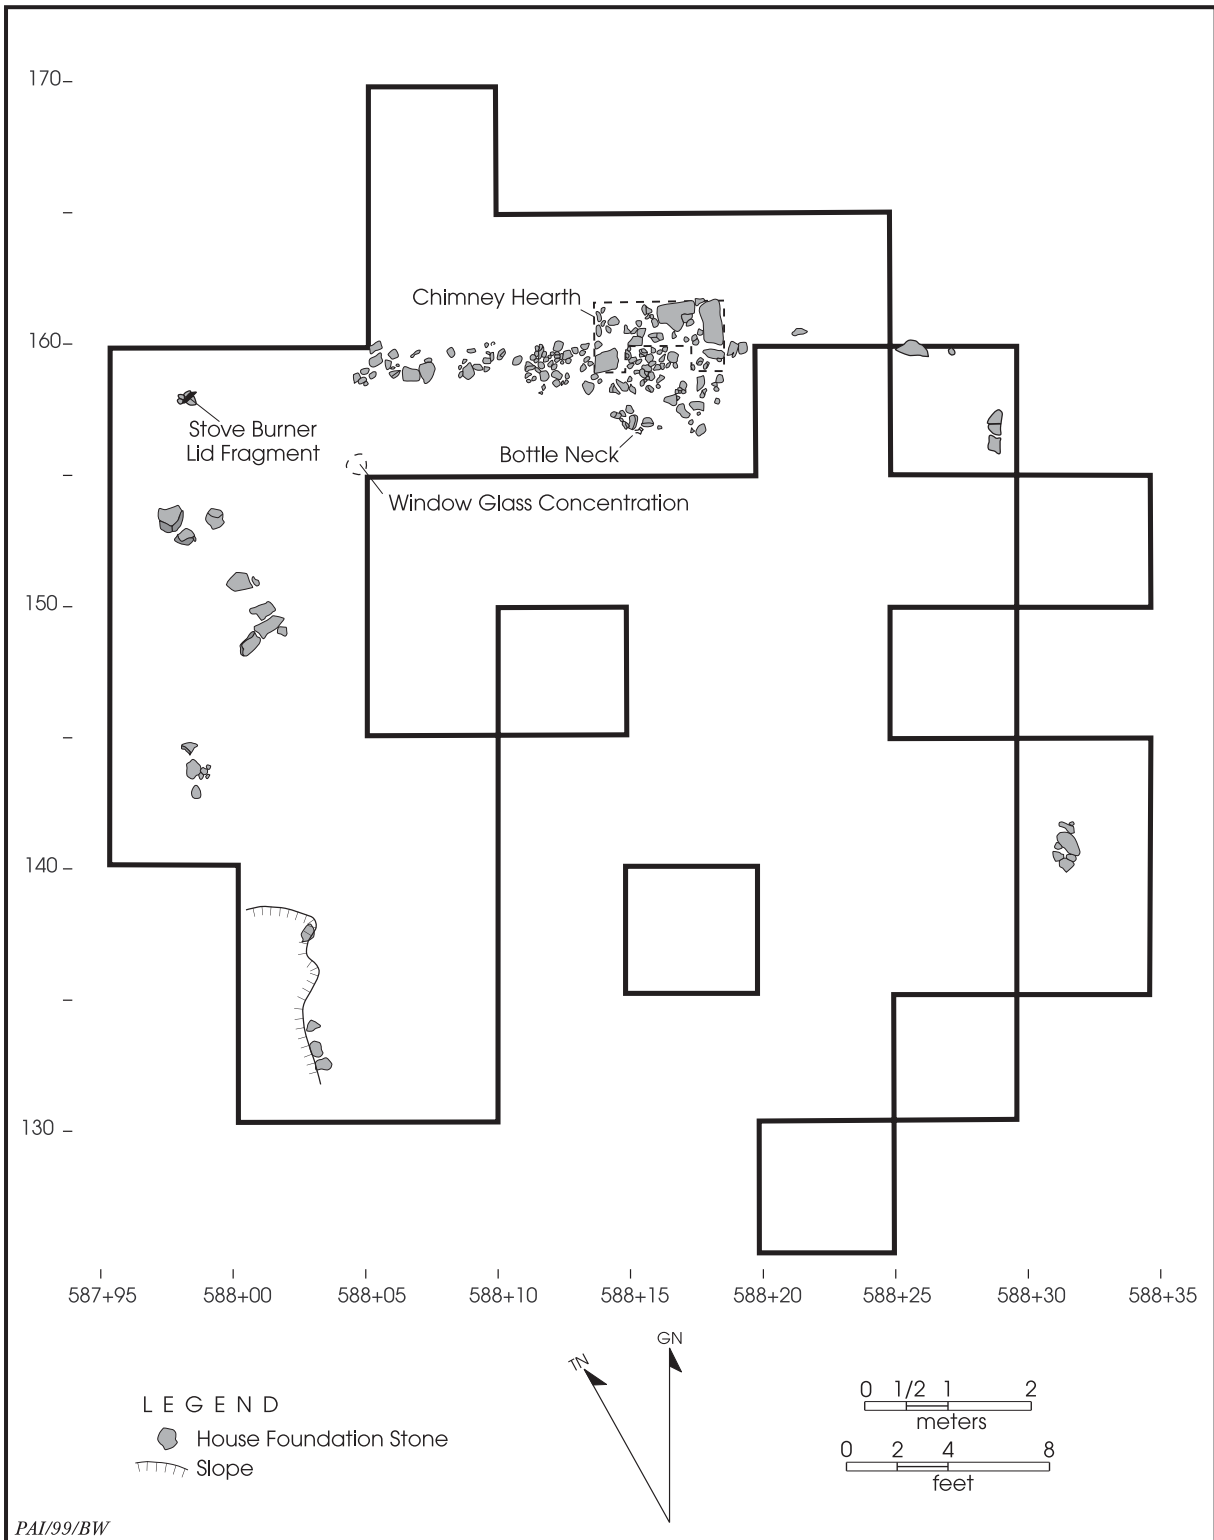 170
Chimney Hearth
160
Stove Burner
Lid Fragment
Bottle Neck
Window Glass Concentration
150
140
130
587+95 588+00 588+05 588+10 588+15 588+20 588+25 588+30 588+35
GN
TN
LEGEND
House Foundation Stone
Slope
0 1/2 1 2
meters
0 2 4 8
feet
PAI/99/BW